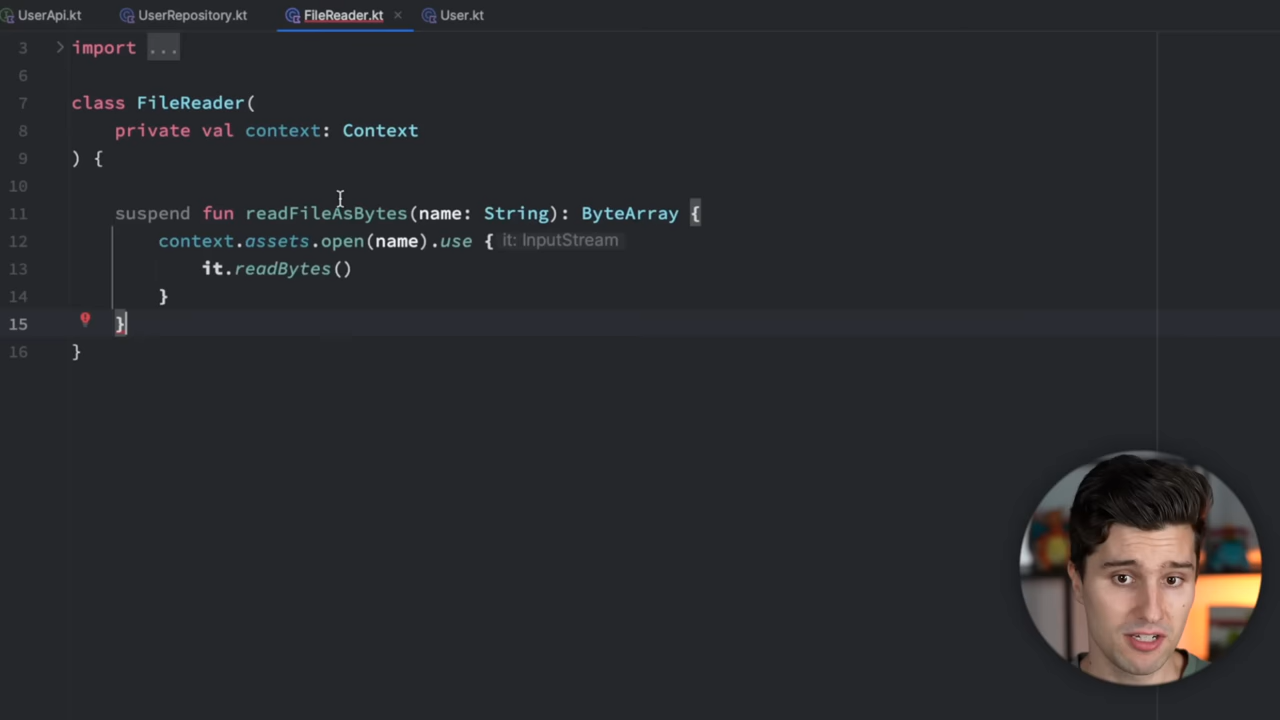 UserApi.kt UserRepository.kt FileReader.kt × User.kt
3 > import ...
6
7 class FileReader(
8 private val context: Context
9 ) {
10
11 suspend fun readFileAsBytes(name: String): ByteArray {
12 context.assets.open(name).use { it: InputStream
13 it.readBytes()
14 }
15 }
16 }